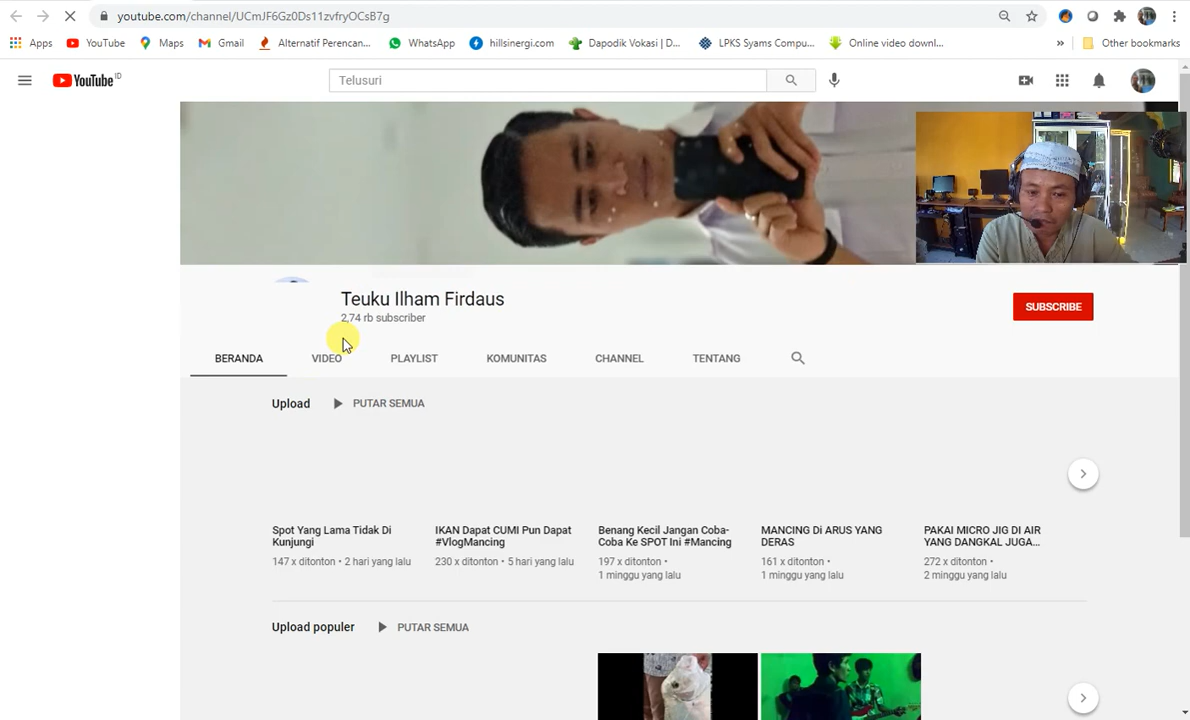 youtube.com/channel/UCmJF6Gz0Ds11zvfryOCsB7g
Apps YouTube Maps Gmail Alternatif Perencan... WhatsApp hillsinergi.com Dapodik Vokasi | D... LPKS Syams Compu... Online video downl... » Other bookmarks
YouTube ID
Telusuri
Teuku Ilham Firdaus
2,74 rb subscriber
SUBSCRIBE
BERANDA VIDEO PLAYLIST KOMUNITAS CHANNEL TENTANG
Upload PUTAR SEMUA
Spot Yang Lama Tidak Di
Kunjungi
147 x ditonton • 2 hari yang lalu
IKAN Dapat CUMI Pun Dapat
#VlogMancing
230 x ditonton • 5 hari yang lalu
Benang Kecil Jangan Coba-
Coba Ke SPOT Ini #Mancing
197 x ditonton •
1 minggu yang lalu
MANCING Di ARUS YANG
DERAS
161 x ditonton •
1 minggu yang lalu
PAKAI MICRO JIG DI AIR
YANG DANGKAL JUGA...
272 x ditonton •
2 minggu yang lalu
Upload populer PUTAR SEMUA